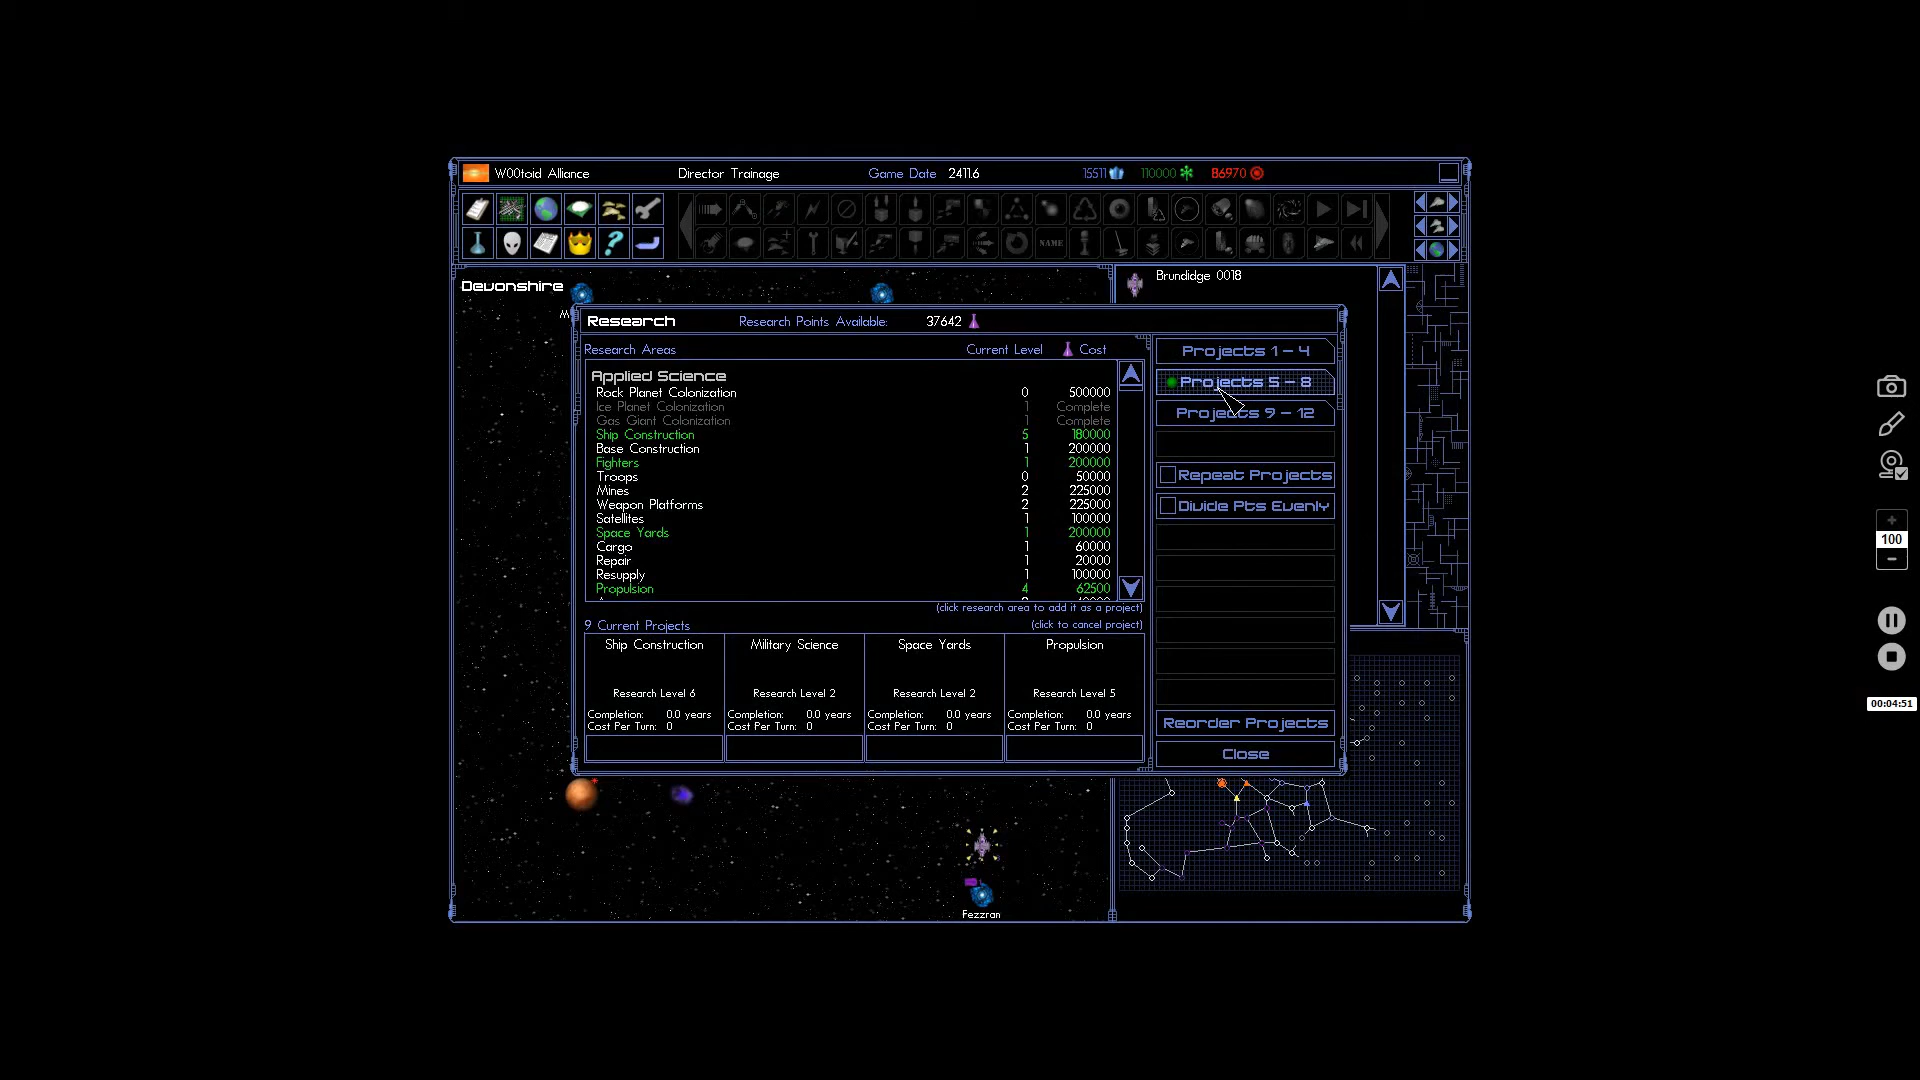 W00toid Alliance Director Trainage Game Date 2411.6 15511 110000 86970
NAME
Devonshire
Brundidge 0018
M
Research Research Points Available: 37642
Research Areas Current Level Cost
Applied Science
Rock Planet Colonization 0 500000
Ice Planet Colonization 1 Complete
Gas Giant Colonization 1 Complete
Ship Construction 5 180000
Base Construction 1 200000
Fighters 1 200000
Troops 0 50000
Mines 2 225000
Weapon Platforms 2 225000
Satellites 1 100000
Space Yards 1 200000
Cargo 1 60000
Repair 1 20000
Resupply 1 100000
Propulsion 4 62500
(click research area to add it as a project)
9 Current Projects (click to cancel project)
Ship Construction Military Science Space Yards Propulsion
Research Level 6 Research Level 2 Research Level 2 Research Level 5
Completion: 0.0 years Completion: 0.0 years Completion: 0.0 years Completion: 0.0 years
Cost Per Turn: 0 Cost Per Turn: 0 Cost Per Turn: 0 Cost Per Turn: 0
Projects 1 - 4
Projects 5 - 8
Projects 9 - 12
Repeat Projects
Divide Pts Evenly
Reorder Projects
Close
Fezzran
100
00:04:51